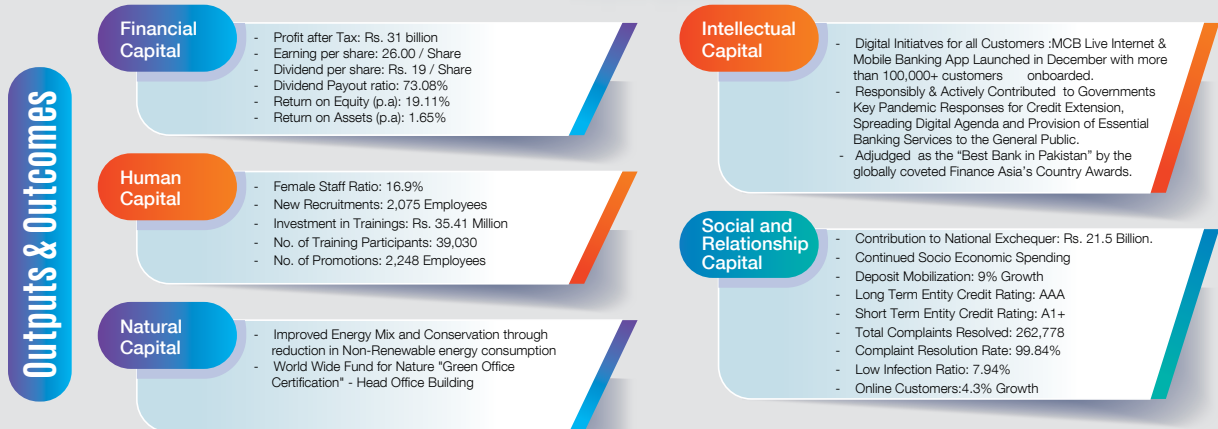 Outputs & Outcomes
Financial
Capital
- Profit after Tax: Rs. 31 billion
- Earning per share: 26.00 / Share
- Dividend per share: Rs. 19 / Share
- Dividend Payout ratio: 73.08%
- Return on Equity (p.a): 19.11%
- Return on Assets (p.a): 1.65%
Human
Capital
- Female Staff Ratio: 16.9%
- New Recruitments: 2,075 Employees
- Investment in Trainings: Rs. 35.41 Million
- No. of Training Participants: 39,030
- No. of Promotions: 2,248 Employees
Natural
Capital
- Improved Energy Mix and Conservation through
reduction in Non-Renewable energy consumption
- World Wide Fund for Nature "Green Office
Certification" - Head Office Building
Intellectual
Capital
- Digital Initiatves for all Customers :MCB Live Internet &
Mobile Banking App Launched in December with more
than 100,000+ customers onboarded.
- Responsibly & Actively Contributed to Governments
Key Pandemic Responses for Credit Extension,
Spreading Digital Agenda and Provision of Essential
Banking Services to the General Public.
- Adjudged as the “Best Bank in Pakistan” by the
globally coveted Finance Asia’s Country Awards.
Social and
Relationship
Capital
- Contribution to National Exchequer: Rs. 21.5 Billion.
- Continued Socio Economic Spending
- Deposit Mobilization: 9% Growth
- Long Term Entity Credit Rating: AAA
- Short Term Entity Credit Rating: A1+
- Total Complaints Resolved: 262,778
- Complaint Resolution Rate: 99.84%
- Low Infection Ratio: 7.94%
- Online Customers:4.3% Growth